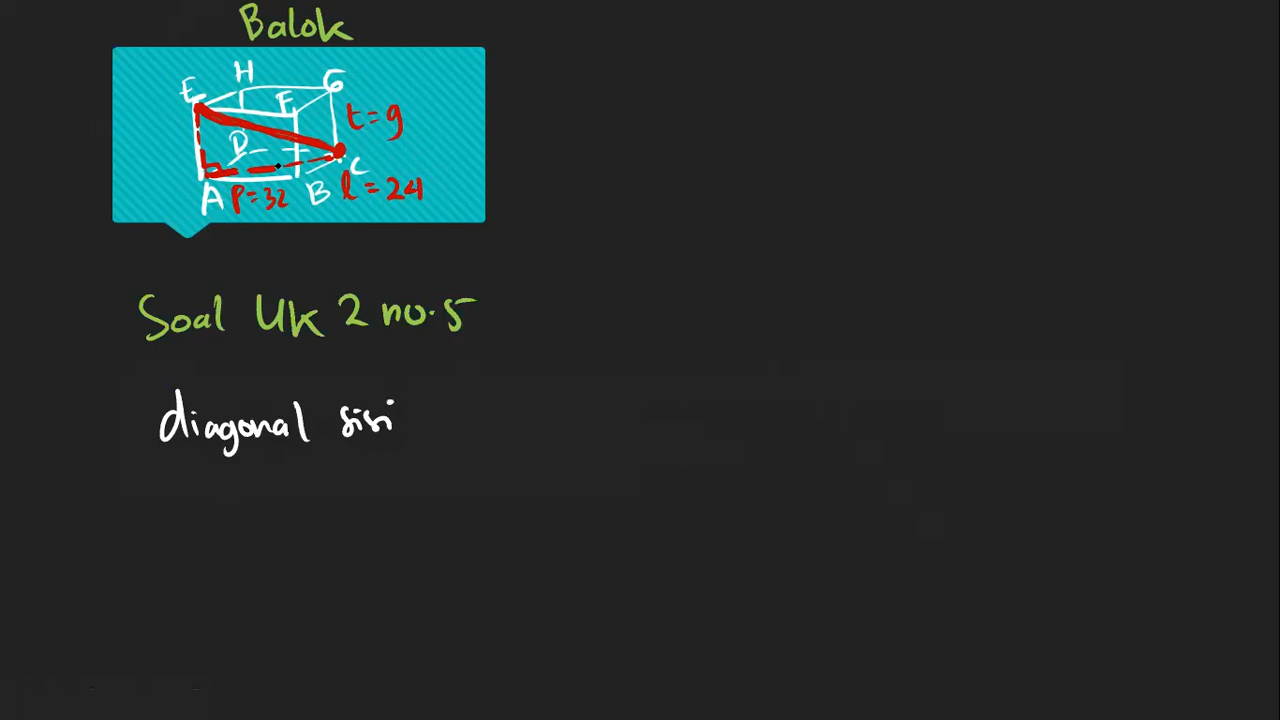 Balok
H
E
G
F
t = 9
D
C
A
P = 32
B
l = 24
Soal Uk 2 no. 5
diagonal sisi